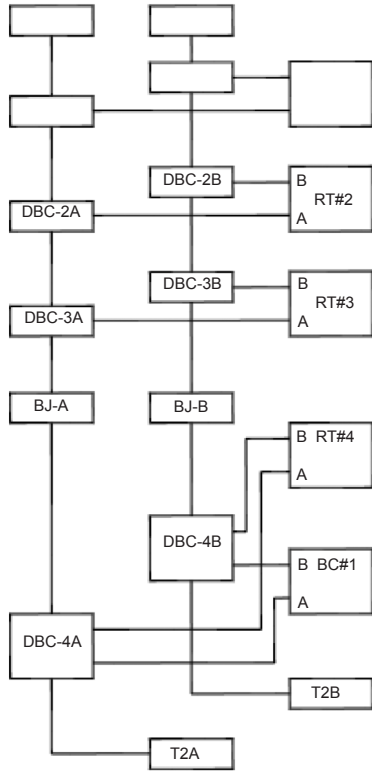 DBC-2B
B
RT#2
DBC-2A
A
DBC-3B
B
RT#3
DBC-3A
A
BJ-A
BJ-B
B RT#4
A
DBC-4B
B BC#1
A
DBC-4A
T2B
T2A